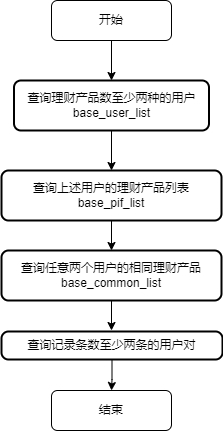 开始
查询理财产品数至少两种的用户
base_user_list
查询上述用户的理财产品列表
base_pif_list
查询任意两个用户的相同理财产品
base_common_list
查询记录条数至少两条的用户对
结束